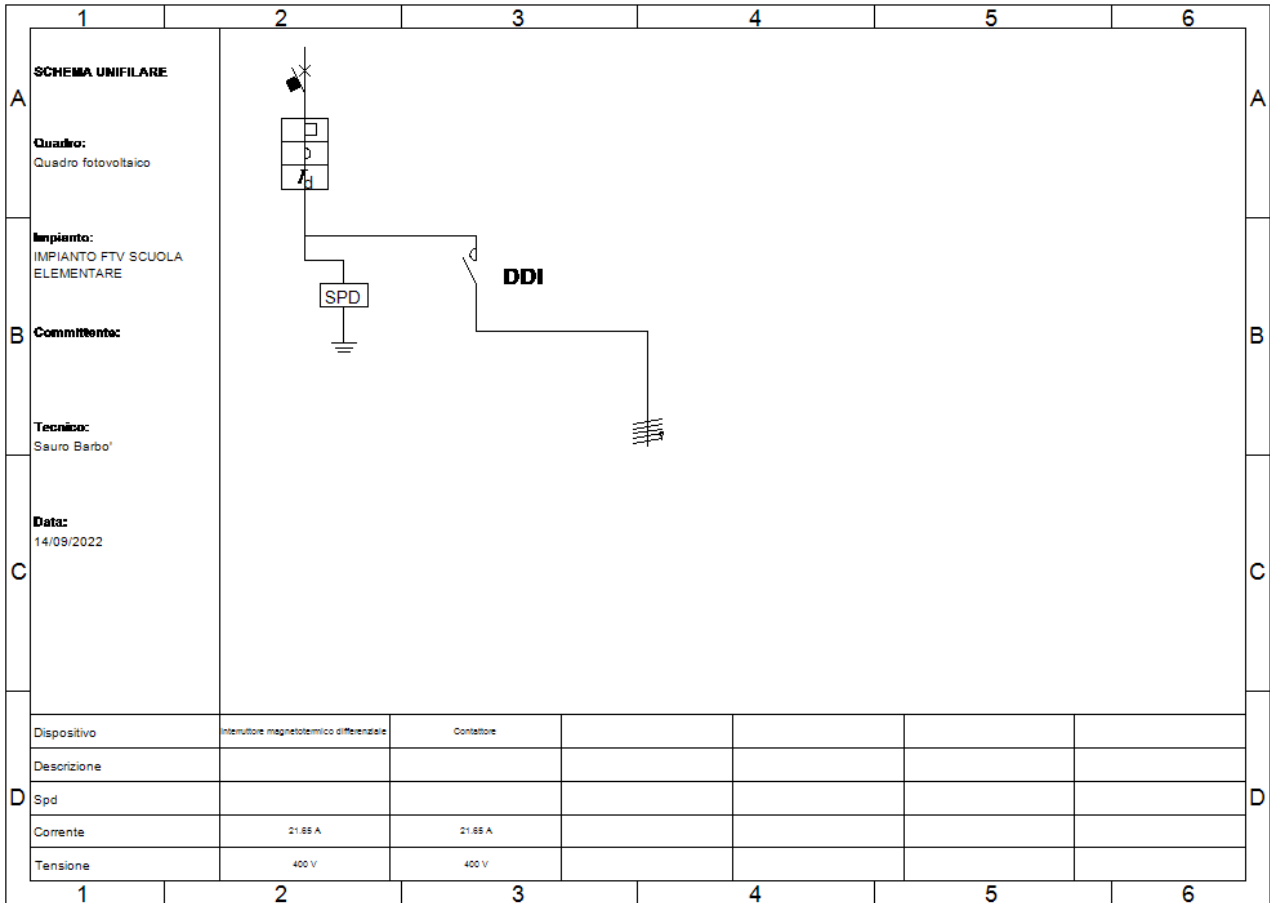 1 2 3 4 5 6
SCHEMA UNIFILARE
A A
Quadro:
Quadro fotovoltaico
Id
Impianto:
IMPIANTO FTV SCUOLA
ELEMENTARE
DDI
SPD
B Committente: B
Tecnico:
Sauro Barbo'
Data:
14/09/2022
C C
Dispositivo Interruttore magnetotermico differenziale Contattore
Descrizione
D Spd D
Corrente 21.65 A 21.65 A
Tensione 400 V 400 V
1 2 3 4 5 6